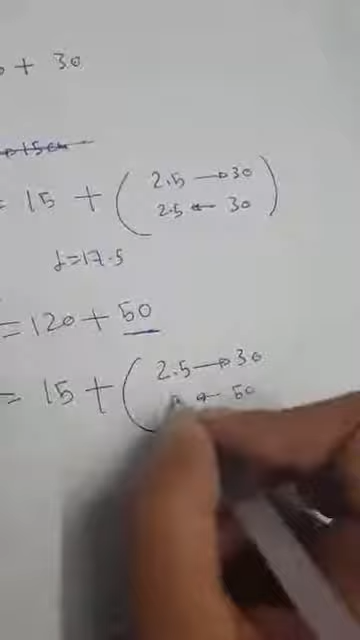 + 30
= 15 + ( 2.5 → 30
2.5 ← 30 )
d=17.5
= 120 + 50
= 15 + ( 2.5 → 30
← 50